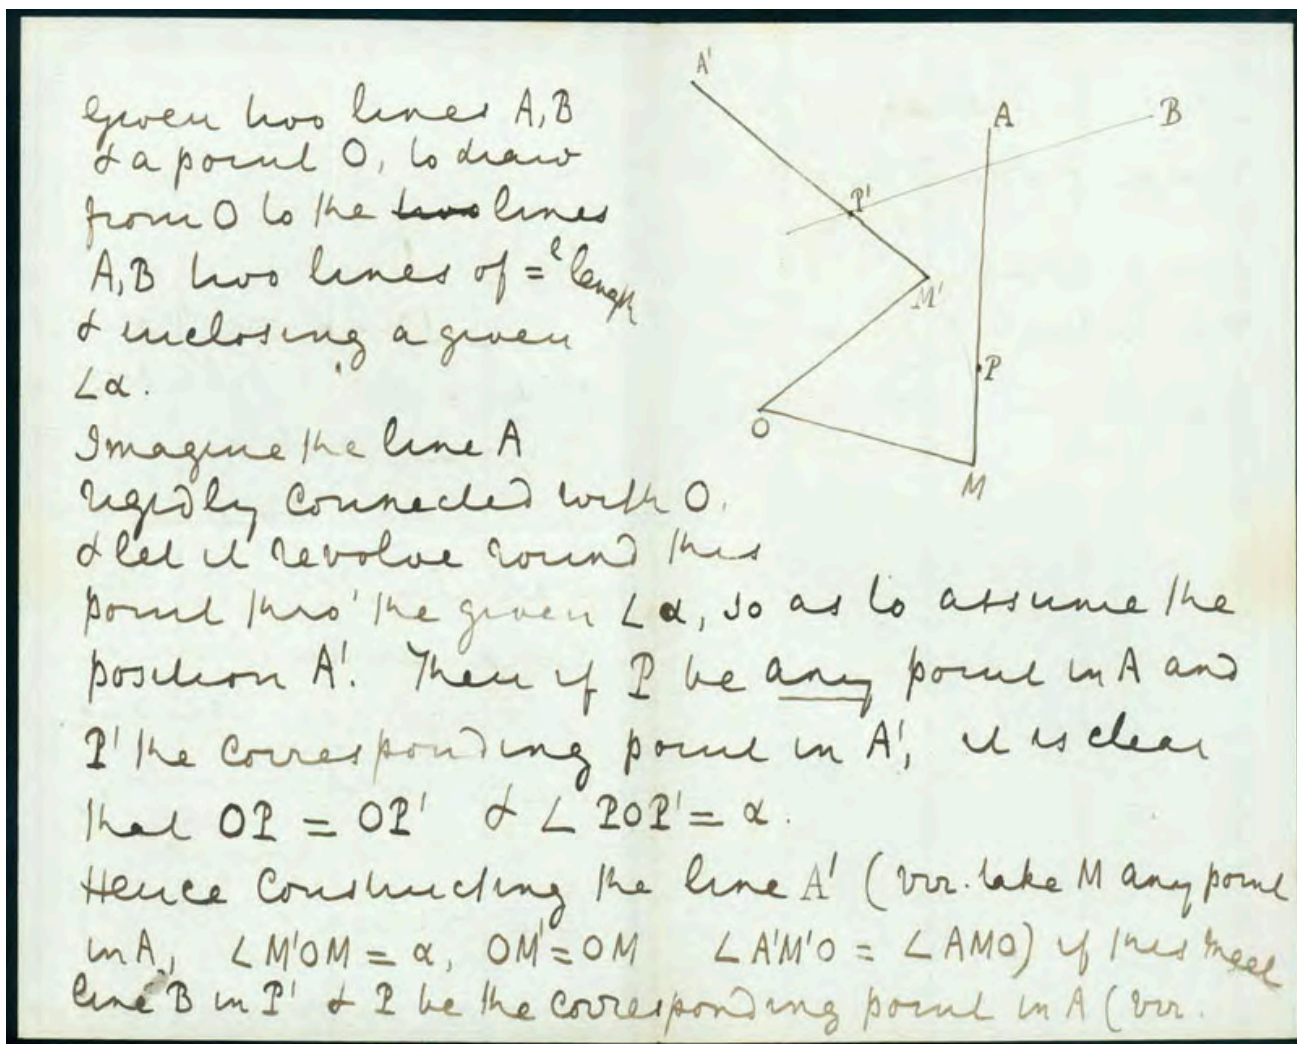 A'
A
B
P'
M'
P
O
M
Given two lines A, B
& a point O, to draw
from O to the two lines
A, B two lines of =l length
& enclosing a given
∠α.
Imagine the line A
rigidly connected with O.
& let it revolve round this
point thro' the given ∠α, so as to assume the
position A'. Then if P be any point in A and
P' the corresponding point in A', it is clear
that OP = OP' & ∠POP' = α.
Hence constructing the line A' (viz. take M any point
in A, ∠M'OM = α, OM' = OM ∠A'M'O = ∠AMO) if this meet
line B in P' & P be the corresponding point in A (viz.